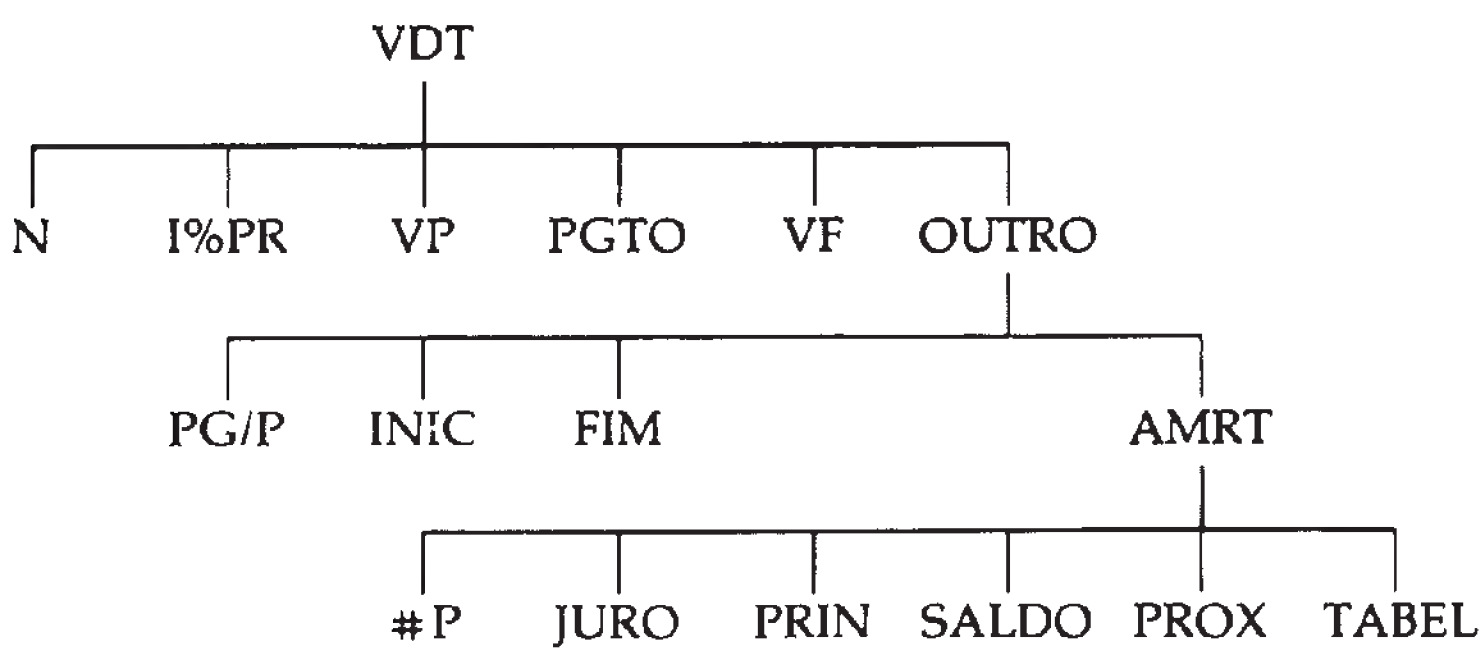 VDT
N I%PR VP PGTO VF OUTRO
PG/P INIC FIM AMRT
#P JURO PRIN SALDO PROX TABEL